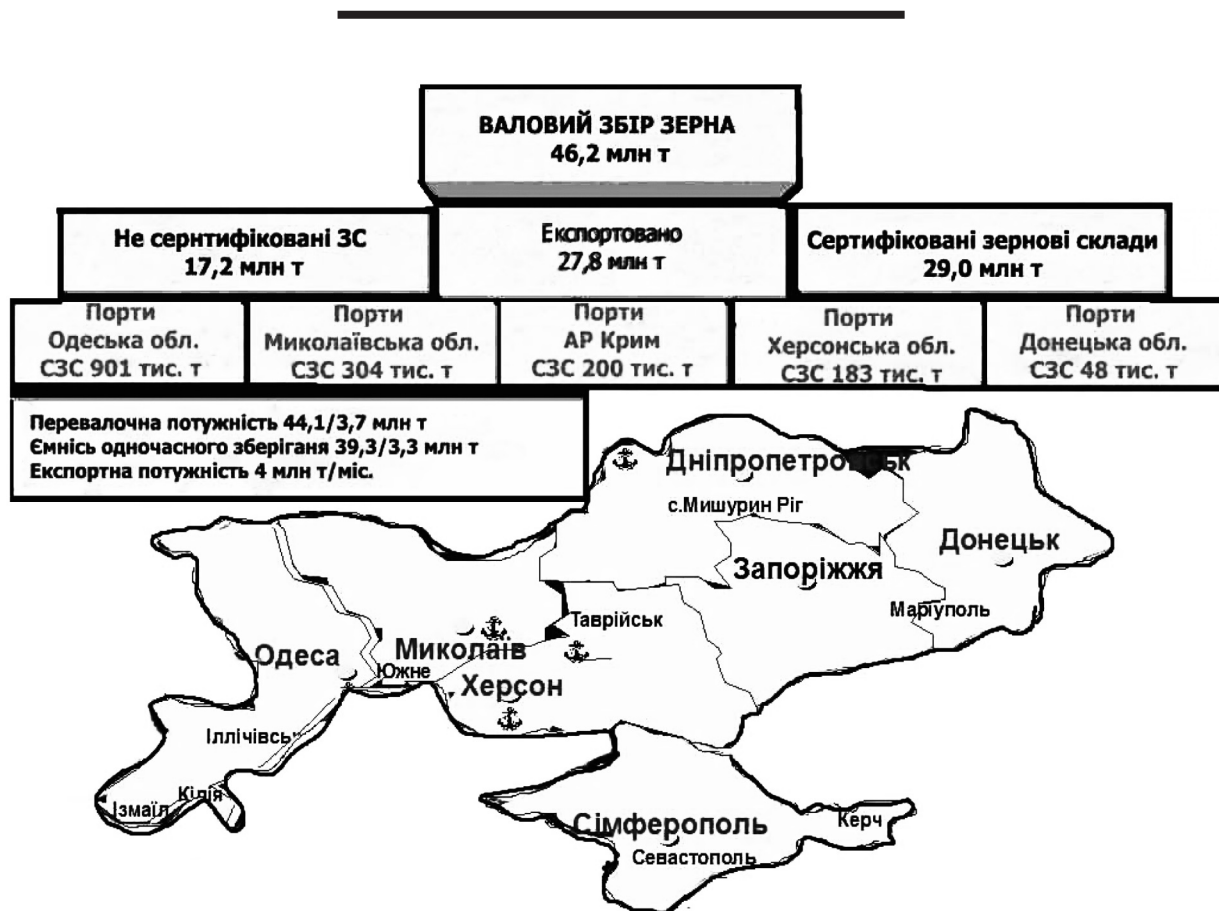 ВАЛОВИЙ ЗБІР ЗЕРНА
46,2 млн т
Не сернтифіковані ЗС
17,2 млн т
Експортовано
27,8 млн т
Сертифіковані зернові склади
29,0 млн т
Порти
Одеська обл.
СЗС 901 тис. т
Порти
Миколаївська обл.
СЗС 304 тис. т
Порти
АР Крим
СЗС 200 тис. т
Порти
Херсонська обл.
СЗС 183 тис. т
Порти
Донецька обл.
СЗС 48 тис. т
Перевалочна потужність 44,1/3,7 млн т
Ємнісь одночасного зберіганя 39,3/3,3 млн т
Експортна потужність 4 млн т/міс.
Дніпропетровськ
с.Мишурин Ріг
Донецьк
Запоріжжя
Маріуполь
Таврійськ
Миколаїв
Одеса
Южне
Херсон
Іллічівськ
Кілія
Ізмаїл
Сімферополь
Керч
Севастополь